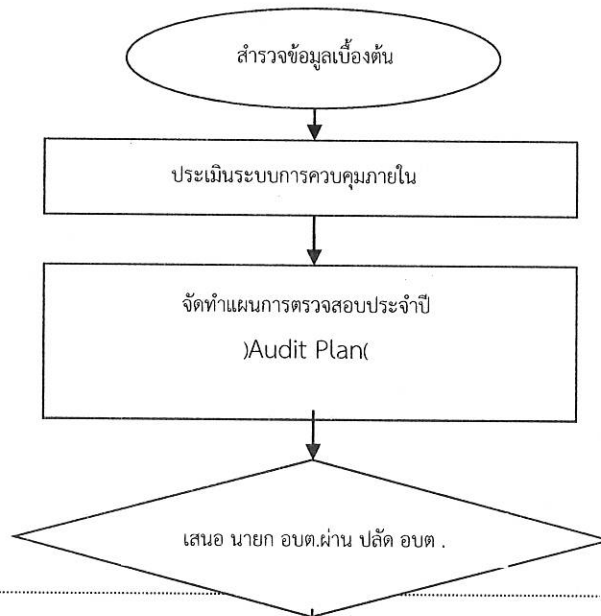 สำรวจข้อมูลเบื้องต้น
ประเมินระบบการควบคุมภายใน
จัดทำแผนการตรวจสอบประจำปี
)Audit Plan(
เสนอ นายก อบต.ผ่าน ปลัด อบต .